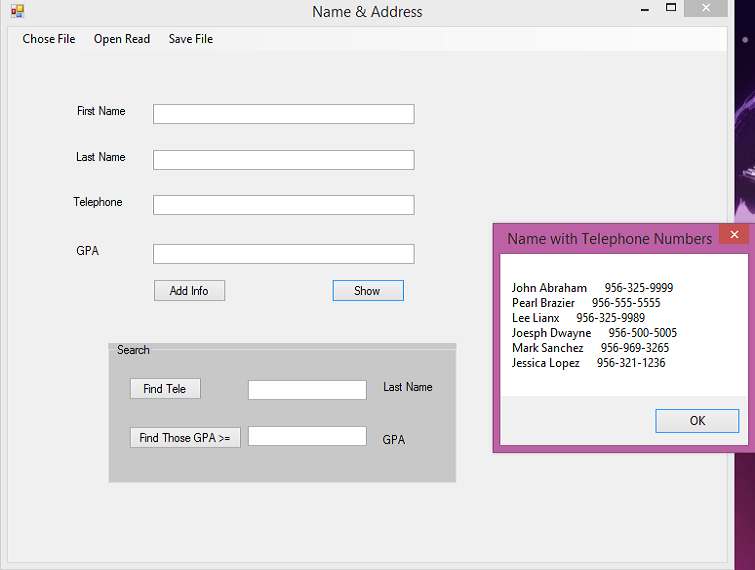 Name & Address
Chose File Open Read Save File
First Name
Last Name
Telephone
GPA
Add Info Show
Search
Find Tele Last Name
Find Those GPA >= GPA
Name with Telephone Numbers
John Abraham 956-325-9999
Pearl Brazier 956-555-5555
Lee Lianx 956-325-9989
Joesph Dwayne 956-500-5005
Mark Sanchez 956-969-3265
Jessica Lopez 956-321-1236
OK